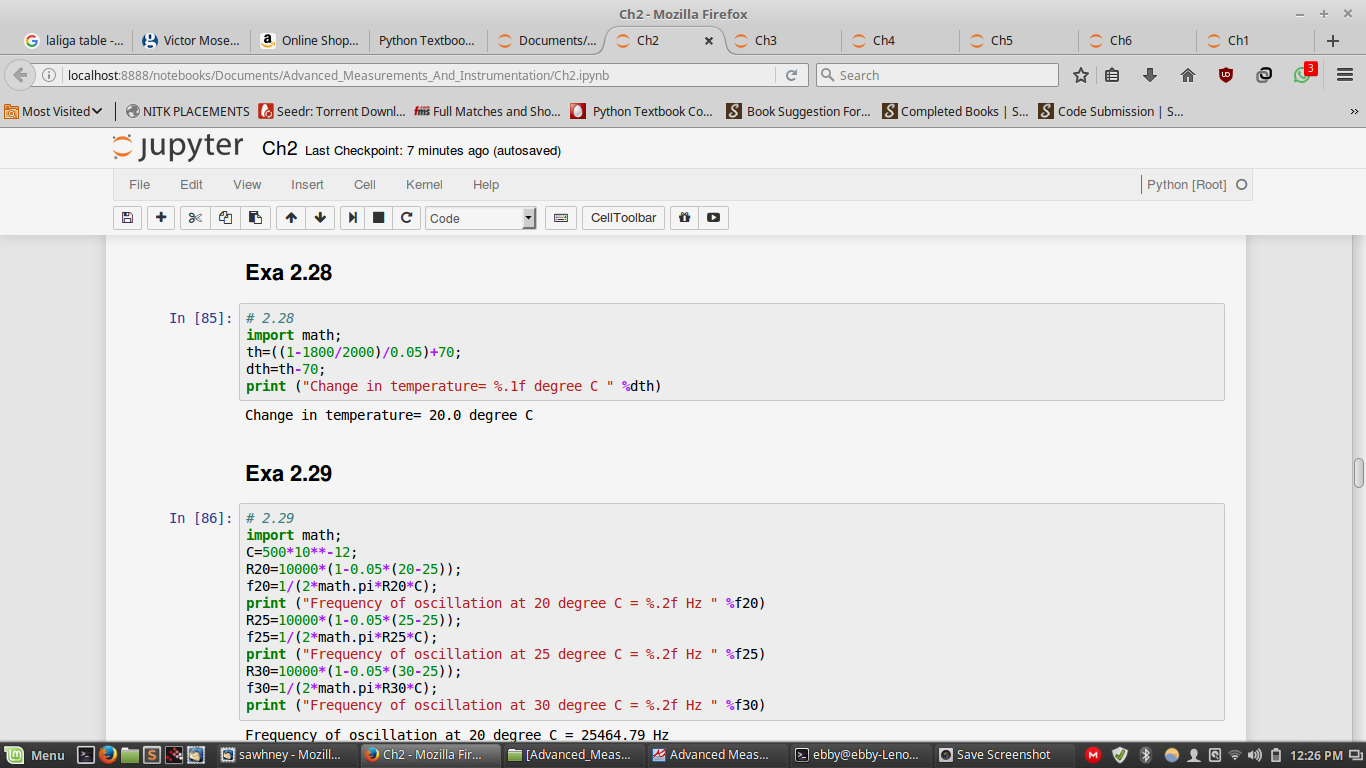 Ch2 - Mozilla Firefox
laliga table -... Victor Mose... Online Shop... Python Textboo... Documents/... Ch2 Ch3 Ch4 Ch5 Ch6 Ch1
localhost:8888/notebooks/Documents/Advanced_Measurements_And_Instrumentation/Ch2.ipynb Search 3
Most Visited NITK PLACEMENTS Seedr: Torrent Downl... fms Full Matches and Sho... Python Textbook Co... Book Suggestion For... Completed Books | S... Code Submission | S... »
jupyter Ch2 Last Checkpoint: 7 minutes ago (autosaved)
File Edit View Insert Cell Kernel Help Python [Root]
Code CellToolbar
Exa 2.28
In [85]: # 2.28
import math;
th=((1-1800/2000)/0.05)+70;
dth=th-70;
print ("Change in temperature= %.1f degree C " %dth)
Change in temperature= 20.0 degree C
Exa 2.29
In [86]: # 2.29
import math;
C=500*10**-12;
R20=10000*(1-0.05*(20-25));
f20=1/(2*math.pi*R20*C);
print ("Frequency of oscillation at 20 degree C = %.2f Hz " %f20)
R25=10000*(1-0.05*(25-25));
f25=1/(2*math.pi*R25*C);
print ("Frequency of oscillation at 25 degree C = %.2f Hz " %f25)
R30=10000*(1-0.05*(30-25));
f30=1/(2*math.pi*R30*C);
print ("Frequency of oscillation at 30 degree C = %.2f Hz " %f30)
Frequency of oscillation at 20 degree C = 25464.79 Hz
Menu sawhney - Mozill... Ch2 - Mozilla Fir... [Advanced_Meas... Advanced Meas... ebby@ebby-Leno... Save Screenshot 12:26 PM